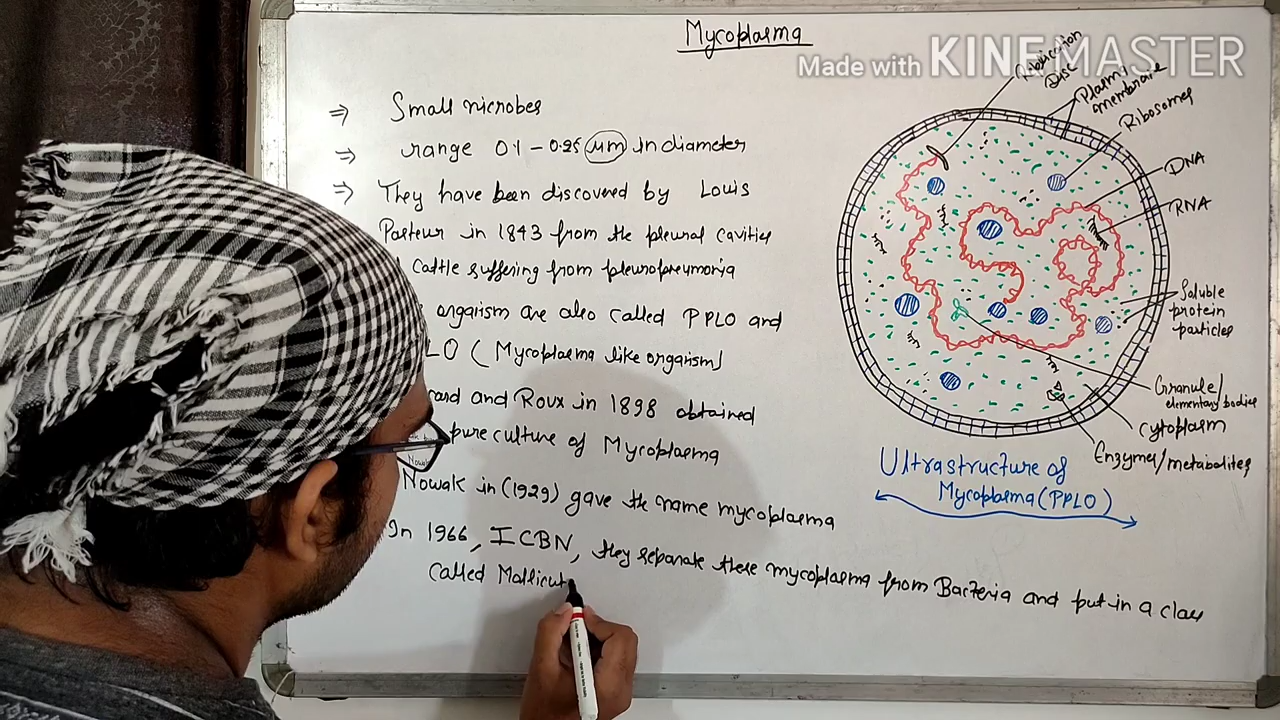 Mycoplasma
Made with KINEMASTER
⇒ Small microbes
⇒ range 0.1 - 0.25 μm in diameter
⇒ They have been discovered by Louis
Pasteur in 1843 from the pleural cavities
cattle suffering from pleuropneumonia
organism are also called PPLO and
LO (Mycoplasma like organism)
and Roux in 1898 obtained
pure culture of Mycoplasma
Nowak in (1929) gave the name mycoplasma
In 1966, ICBN, they separate these mycoplasma from Bacteria and put in a class
called Mollicut
Disc
Plasma
membrane
Ribosomes
DNA
RNA
Soluble
protein
particles
Granule/
elementary bodies
cytoplasm
Enzymes/metabolites
Ultrastructure of
Mycoplasma (PPLO)